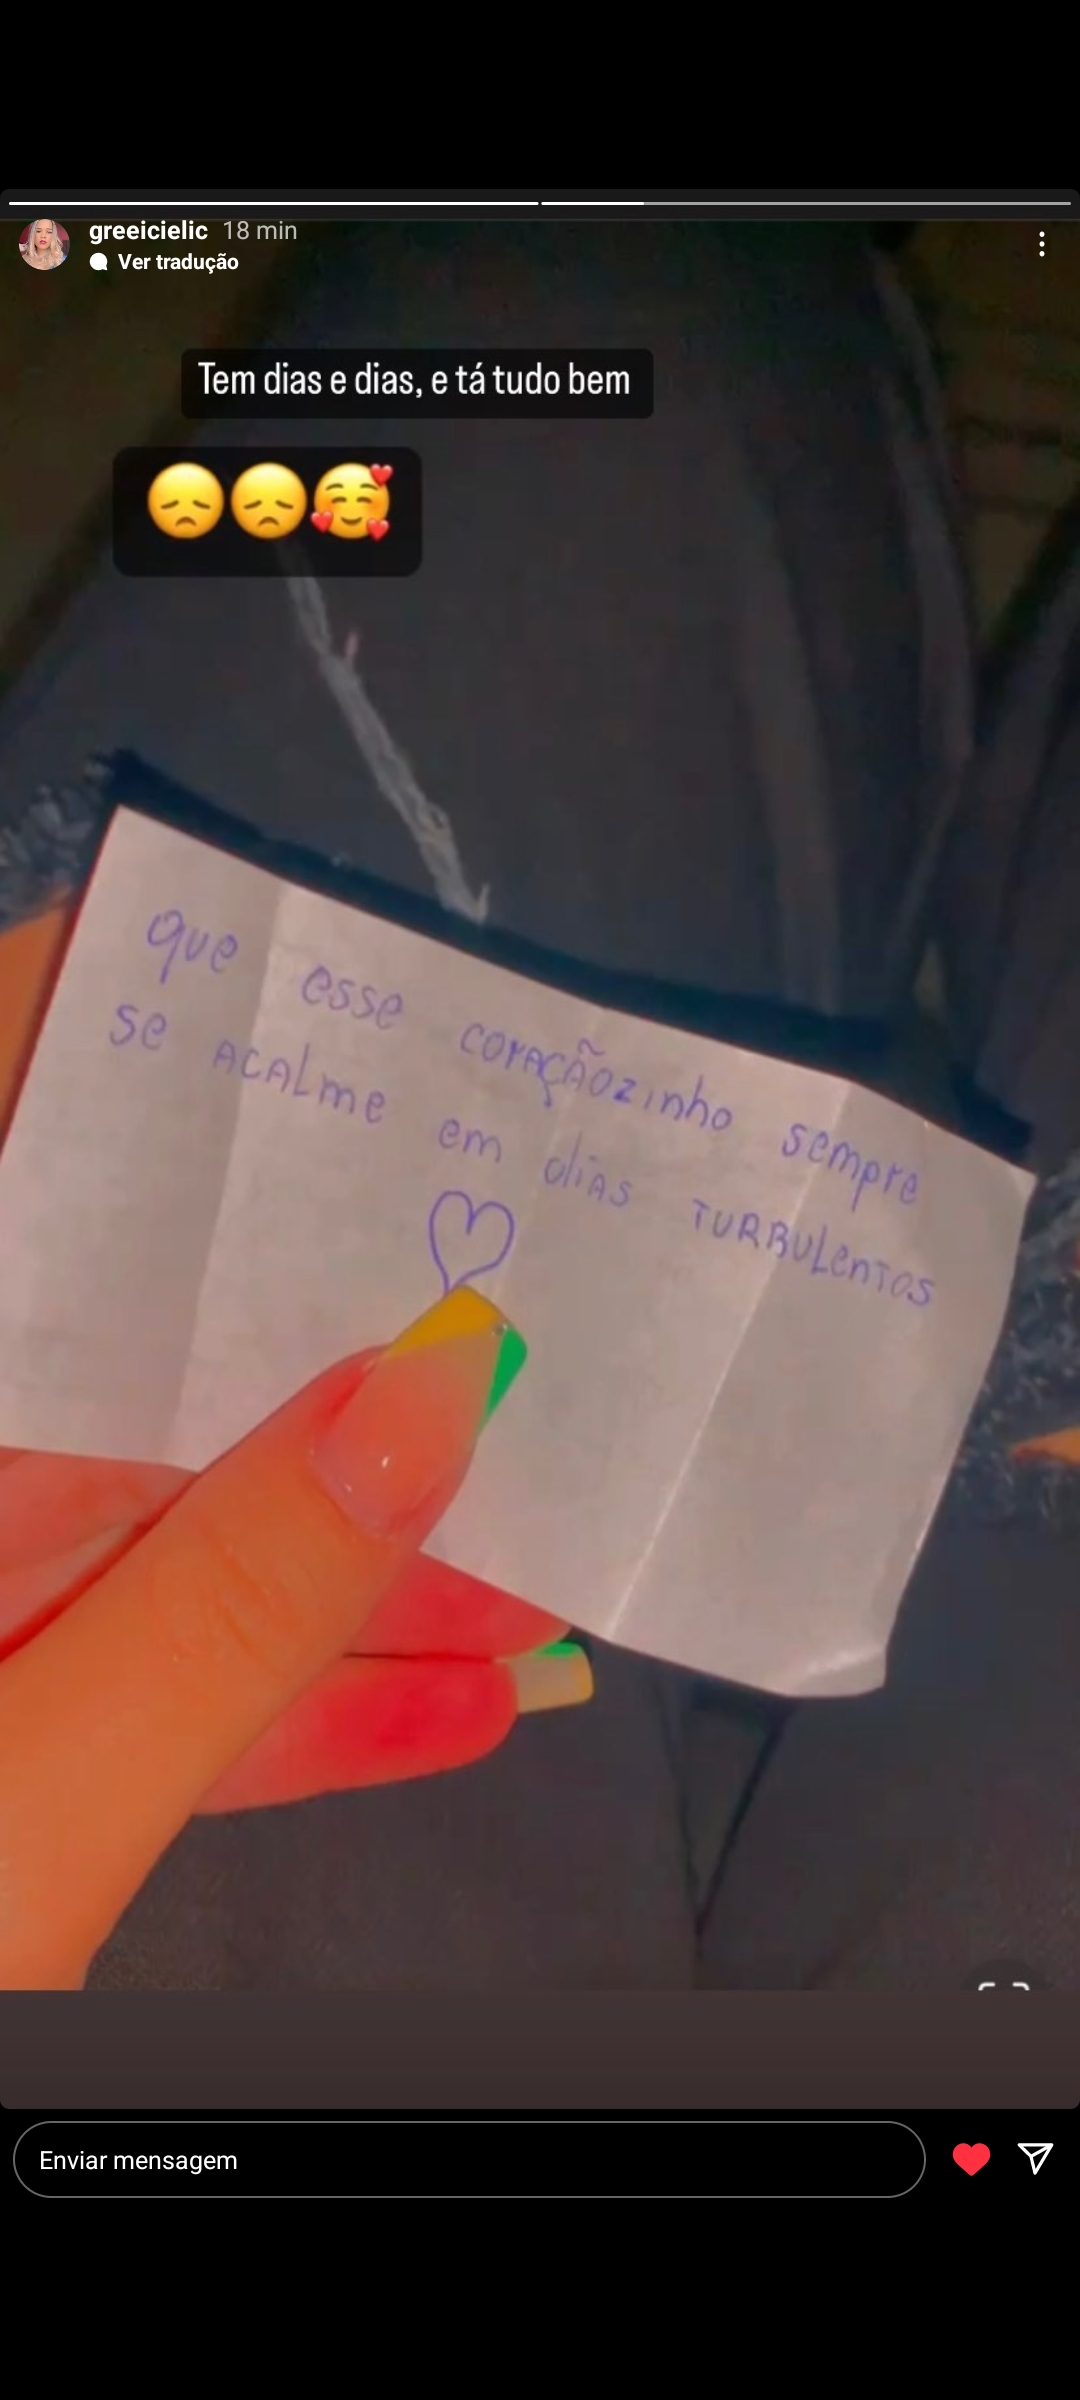 greeicielic 18 min
Ver tradução
Tem dias e dias, e tá tudo bem
😞😞🥰
que esse coraçãozinho sempre
se acalme em dias turbulentos
Enviar mensagem